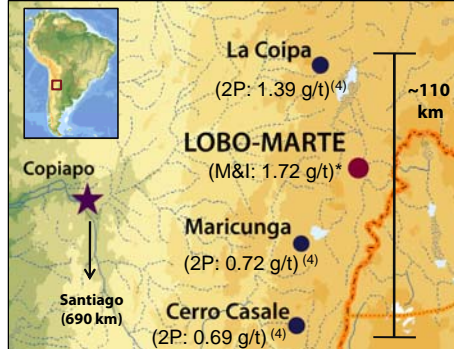 La Coipa
(2P: 1.39 g/t)(4)
~110
km
LOBO-MARTE
(M&I: 1.72 g/t)*
Copiapo
Maricunga
(2P: 0.72 g/t) (4)
Santiago
(690 km)
Cerro Casale
(2P: 0.69 g/t) (4)